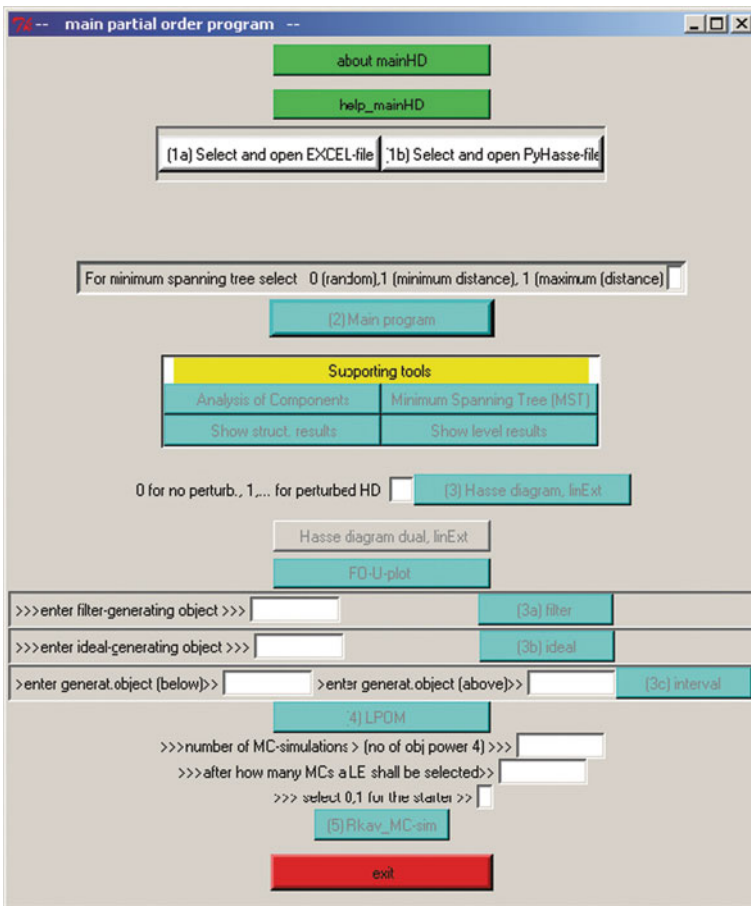 -- main partial order program --
about mainHD
help_mainHD
(1a) Select and open EXCEL-file (1b) Select and open PyHasse-file
For minimum spanning tree select 0 (random),1 (minimum distance), 1 (maximum (distance)
(2) Main program
Supporting tools
Analysis of Components Minimum Spanning Tree (MST)
Show struct. results Show level results
0 for no perturb., 1,... for perturbed HD (3) Hasse diagram, linExt
Hasse diagram dual, linExt
FO-U-plot
>>>enter filter-generating object >>> (3a) filter
>>>enter ideal-generating object >>> (3b) ideal
>enter generat.object (below)>> >enter generat.object (above)>> (3c) interval
(4) LPOM
>>>number of MC-simulations > (no of obj power 4) >>>
>>>after how many MCs a LE shall be selected>>
>>> select 0,1 for the starter >>
(5) Rkav_MC-sim
exit